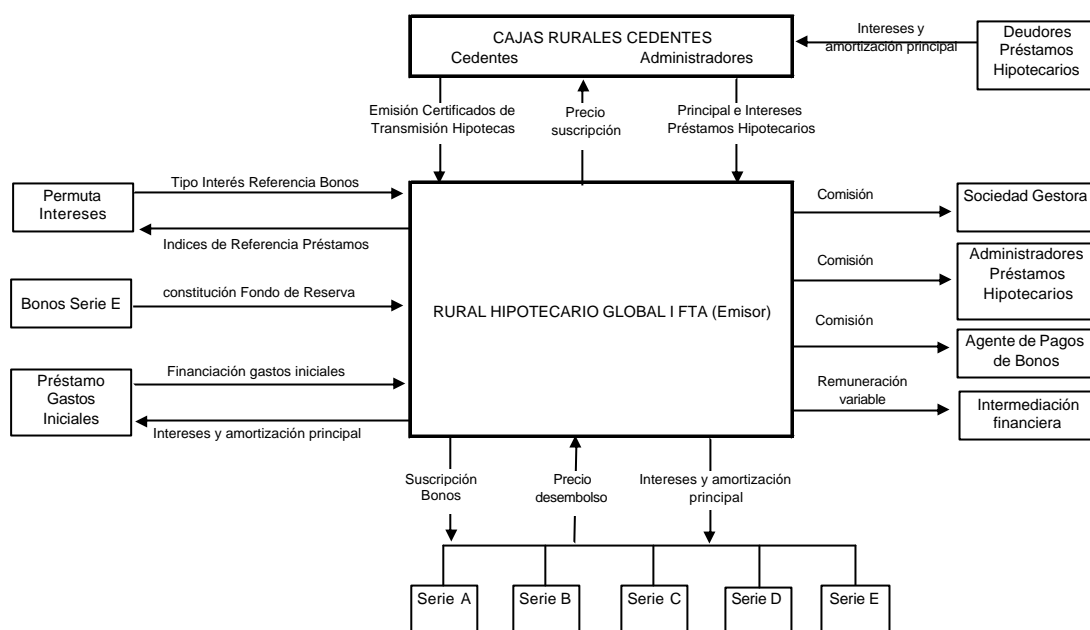 CAJAS RURALES CEDENTES
Cedentes
Administradores
Intereses y
amortización principal
Deudores
Préstamos
Hipotecarios
Emisión Certificados de
Transmisión Hipotecas
Precio
suscripción
Principal e Intereses
Préstamos Hipotecarios
Permuta
Intereses
Tipo Interés Referencia Bonos
Indices de Referencia Préstamos
Bonos Serie E
constitución Fondo de Reserva
Préstamo
Gastos
Iniciales
Financiación gastos iniciales
Intereses y amortización principal
RURAL HIPOTECARIO GLOBAL I FTA (Emisor)
Comisión
Sociedad Gestora
Comisión
Administradores
Préstamos
Hipotecarios
Comisión
Agente de Pagos
de Bonos
Remuneración
variable
Intermediación
financiera
Suscripción
Bonos
Precio
desembolso
Intereses y amortización
principal
Serie A
Serie B
Serie C
Serie D
Serie E